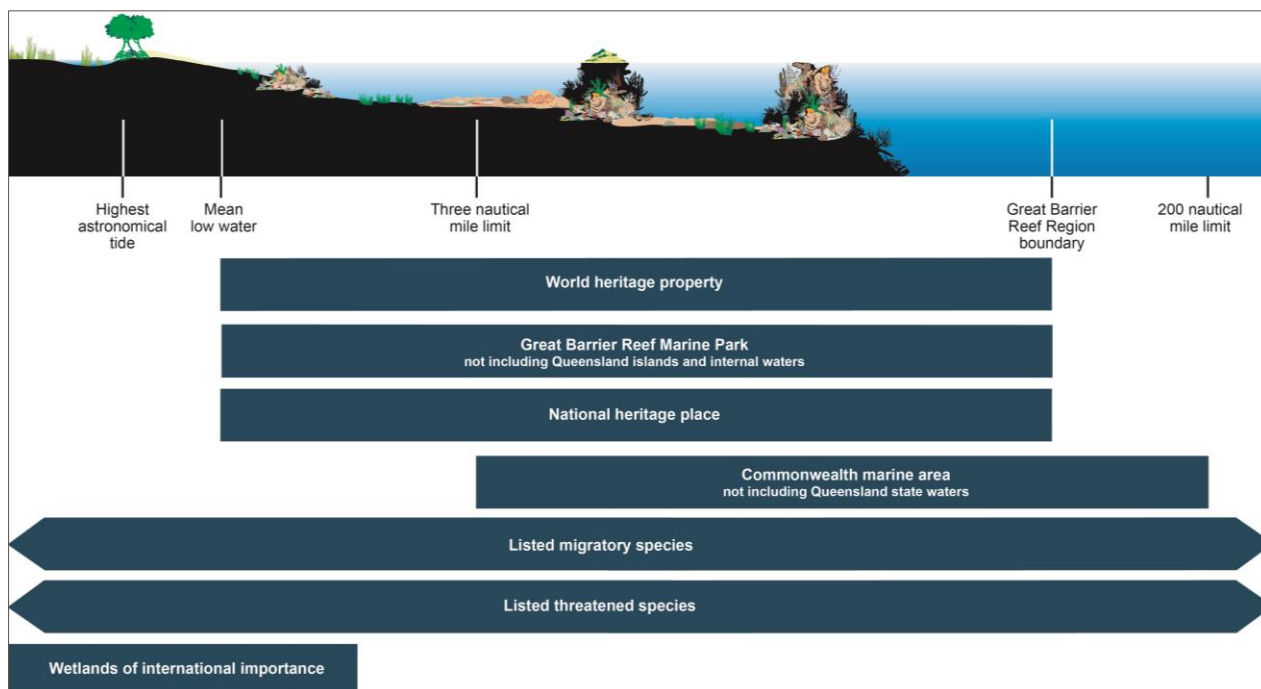 Highest
astronomical
tide
Mean
low water
Three nautical
mile limit
Great Barrier
Reef Region
boundary
200 nautical
mile limit
World heritage property
Great Barrier Reef Marine Park
not including Queensland islands and internal waters
National heritage place
Commonwealth marine area
not including Queensland state waters
Listed migratory species
Listed threatened species
Wetlands of international importance